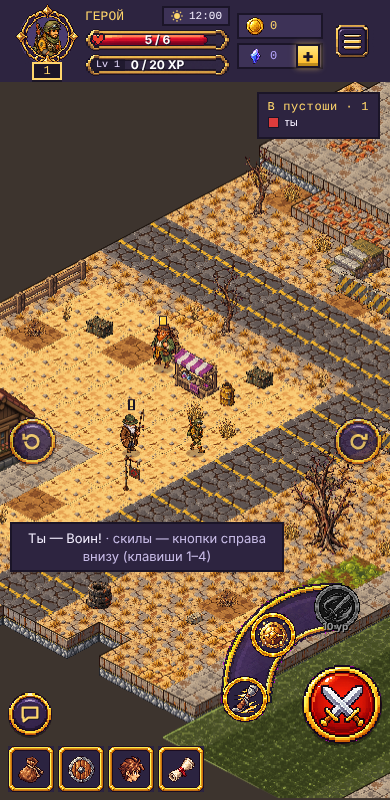 ГЕРОЙ
12:00
5 / 6
Lv 1 0 / 20 XP
1
0
0
+
В пустоши · 1
ты
Ты — Воин! · скилы — кнопки справа
внизу (клавиши 1–4)
10 ур